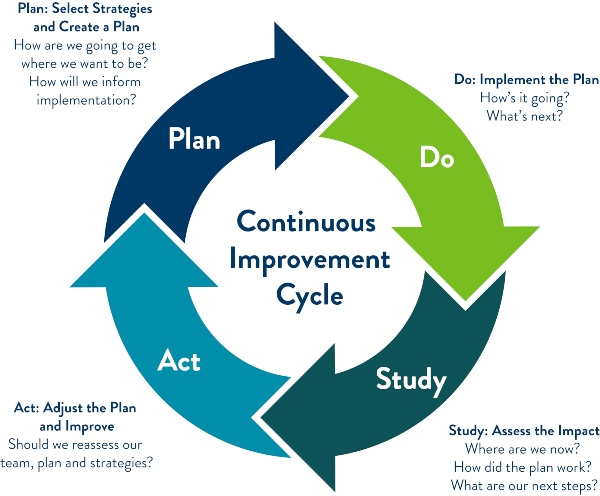 Plan: Select Strategies
and Create a Plan
How are we going to get
where we want to be?
How will we inform
implementation?
Plan
Do: Implement the Plan
How's it going?
What's next?
Do
Continuous
Improvement
Cycle
Act
Study
Act: Adjust the Plan
and Improve
Should we reassess our
team, plan and strategies?
Study: Assess the Impact
Where are we now?
How did the plan work?
What are our next steps?